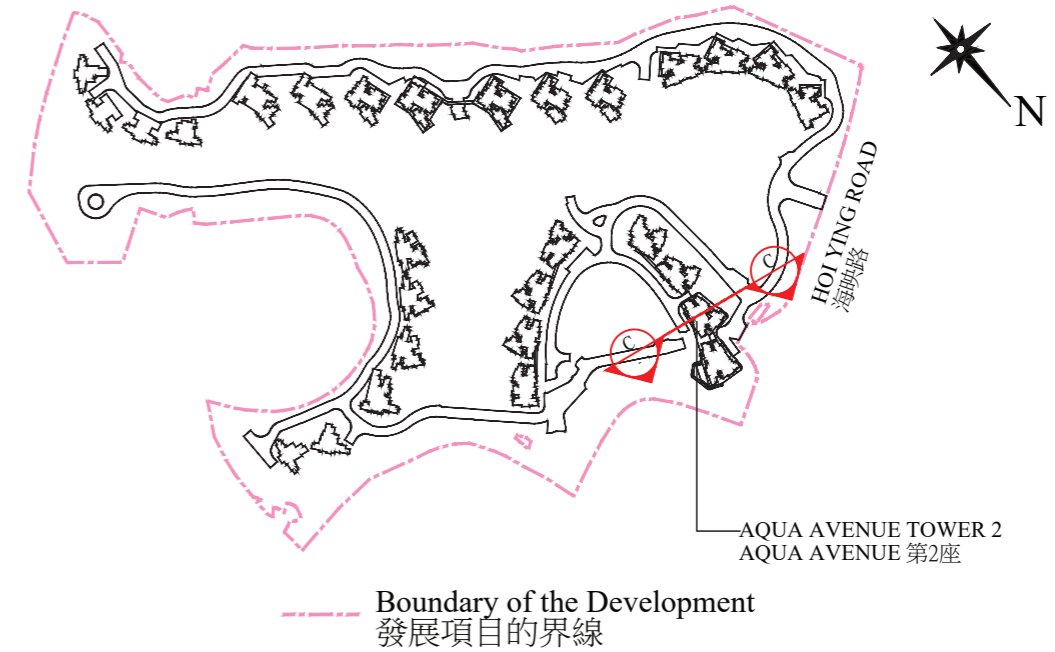 N
HOI YING ROAD
海映路
C
C
AQUA AVENUE TOWER 2
AQUA AVENUE 第2座
Boundary of the Development
發展項目的界線